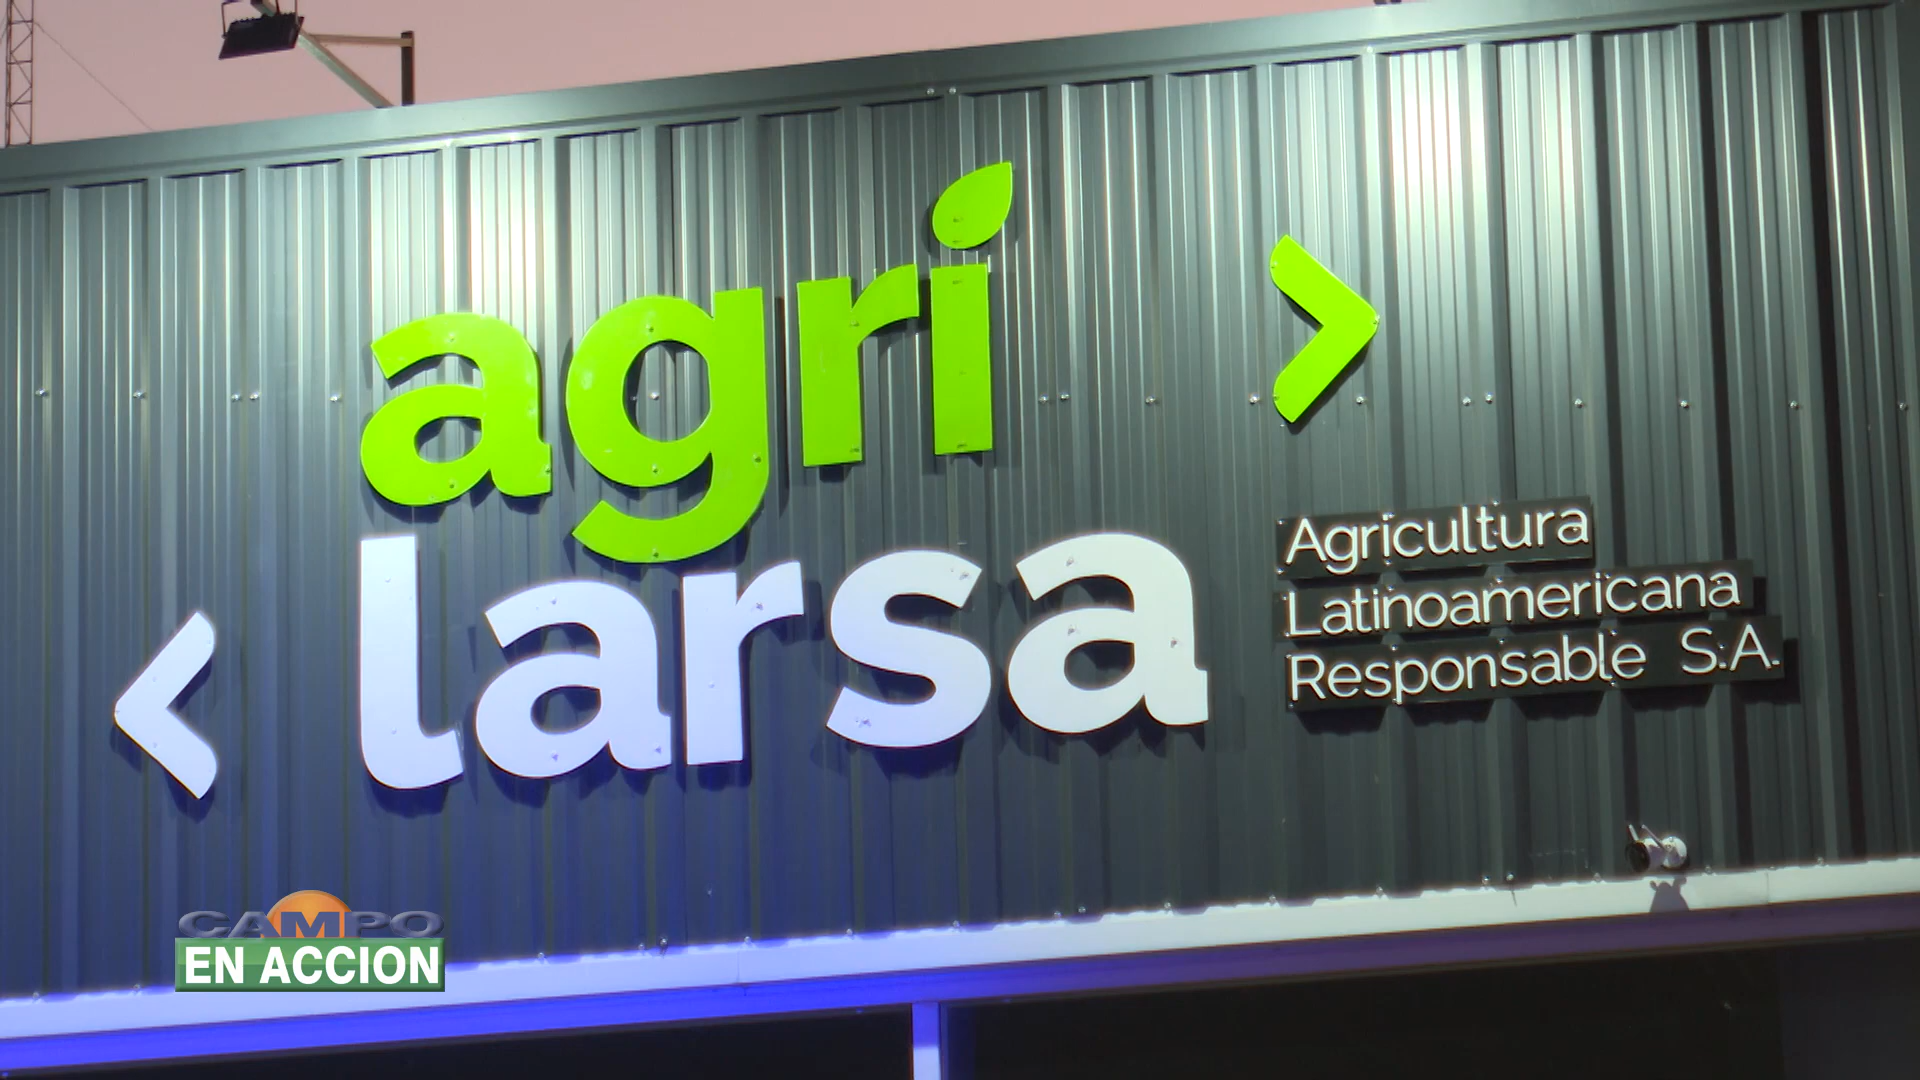 agri >
< larsa
Agricultura
Latinoamericana
Responsable S.A.
CAMPO
EN ACCION